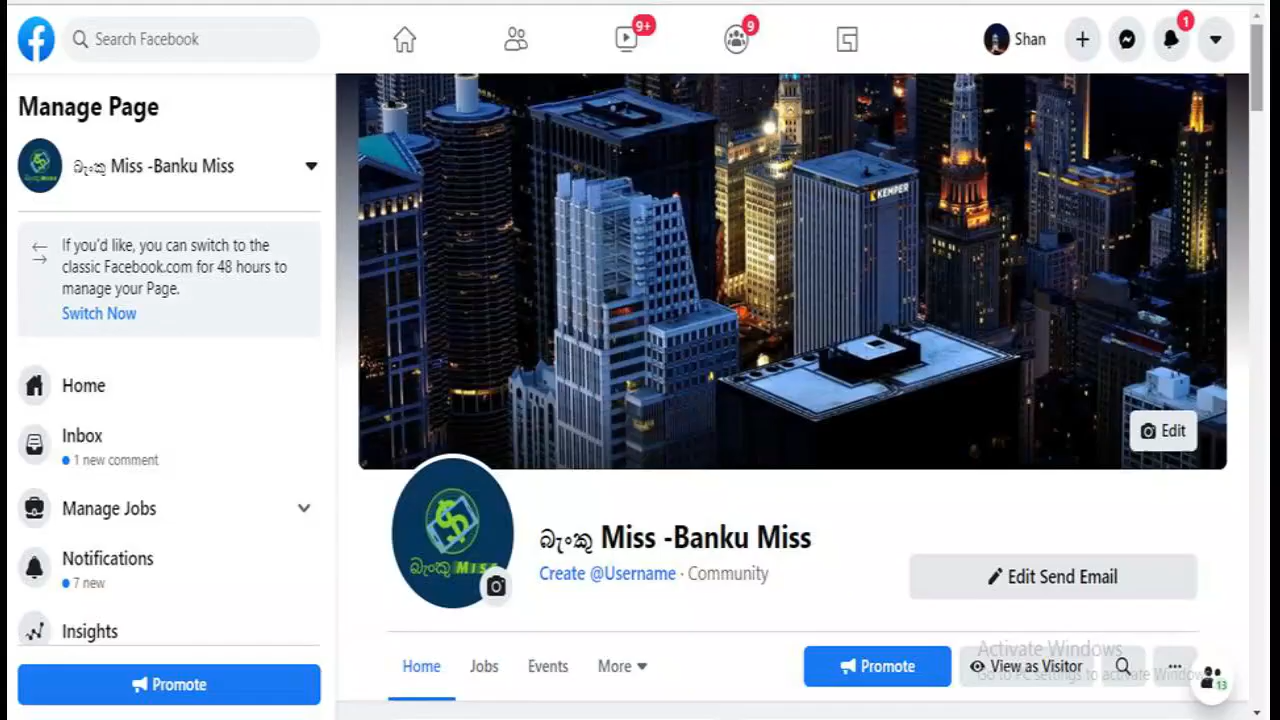 Search Facebook
9+
9
Shan
1
Manage Page
බැංකු Miss -Banku Miss
If you'd like, you can switch to the
classic Facebook.com for 48 hours to
manage your Page.
Switch Now
Home
Inbox
1 new comment
Manage Jobs
Notifications
7 new
Insights
Promote
KEMPER
Edit
බැංකු Miss
බැංකු Miss -Banku Miss
Create @Username · Community
Edit Send Email
Home Jobs Events More
Promote
View as Visitor
Activate Windows
Go to PC settings to activate Windows
13